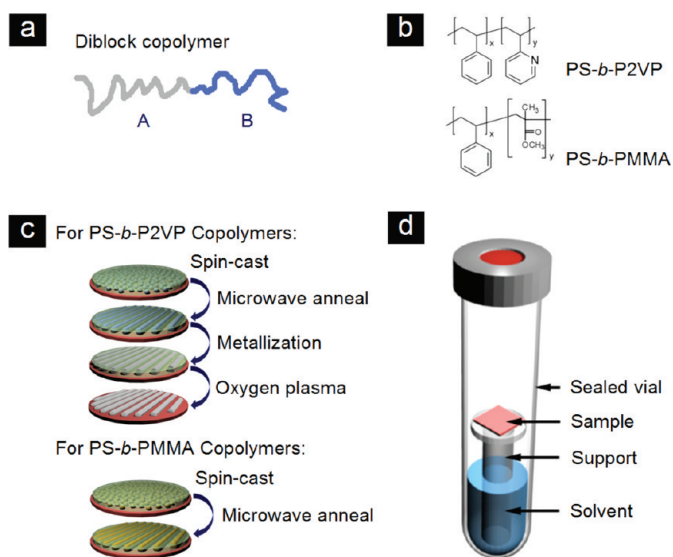 a
Diblock copolymer
A
B
b
x
y
N
PS-b-P2VP
CH3
O
OCH3
x
y
PS-b-PMMA
c
For PS-b-P2VP Copolymers:
Spin-cast
Microwave anneal
Metallization
Oxygen plasma
For PS-b-PMMA Copolymers:
Spin-cast
Microwave anneal
d
Sealed vial
Sample
Support
Solvent